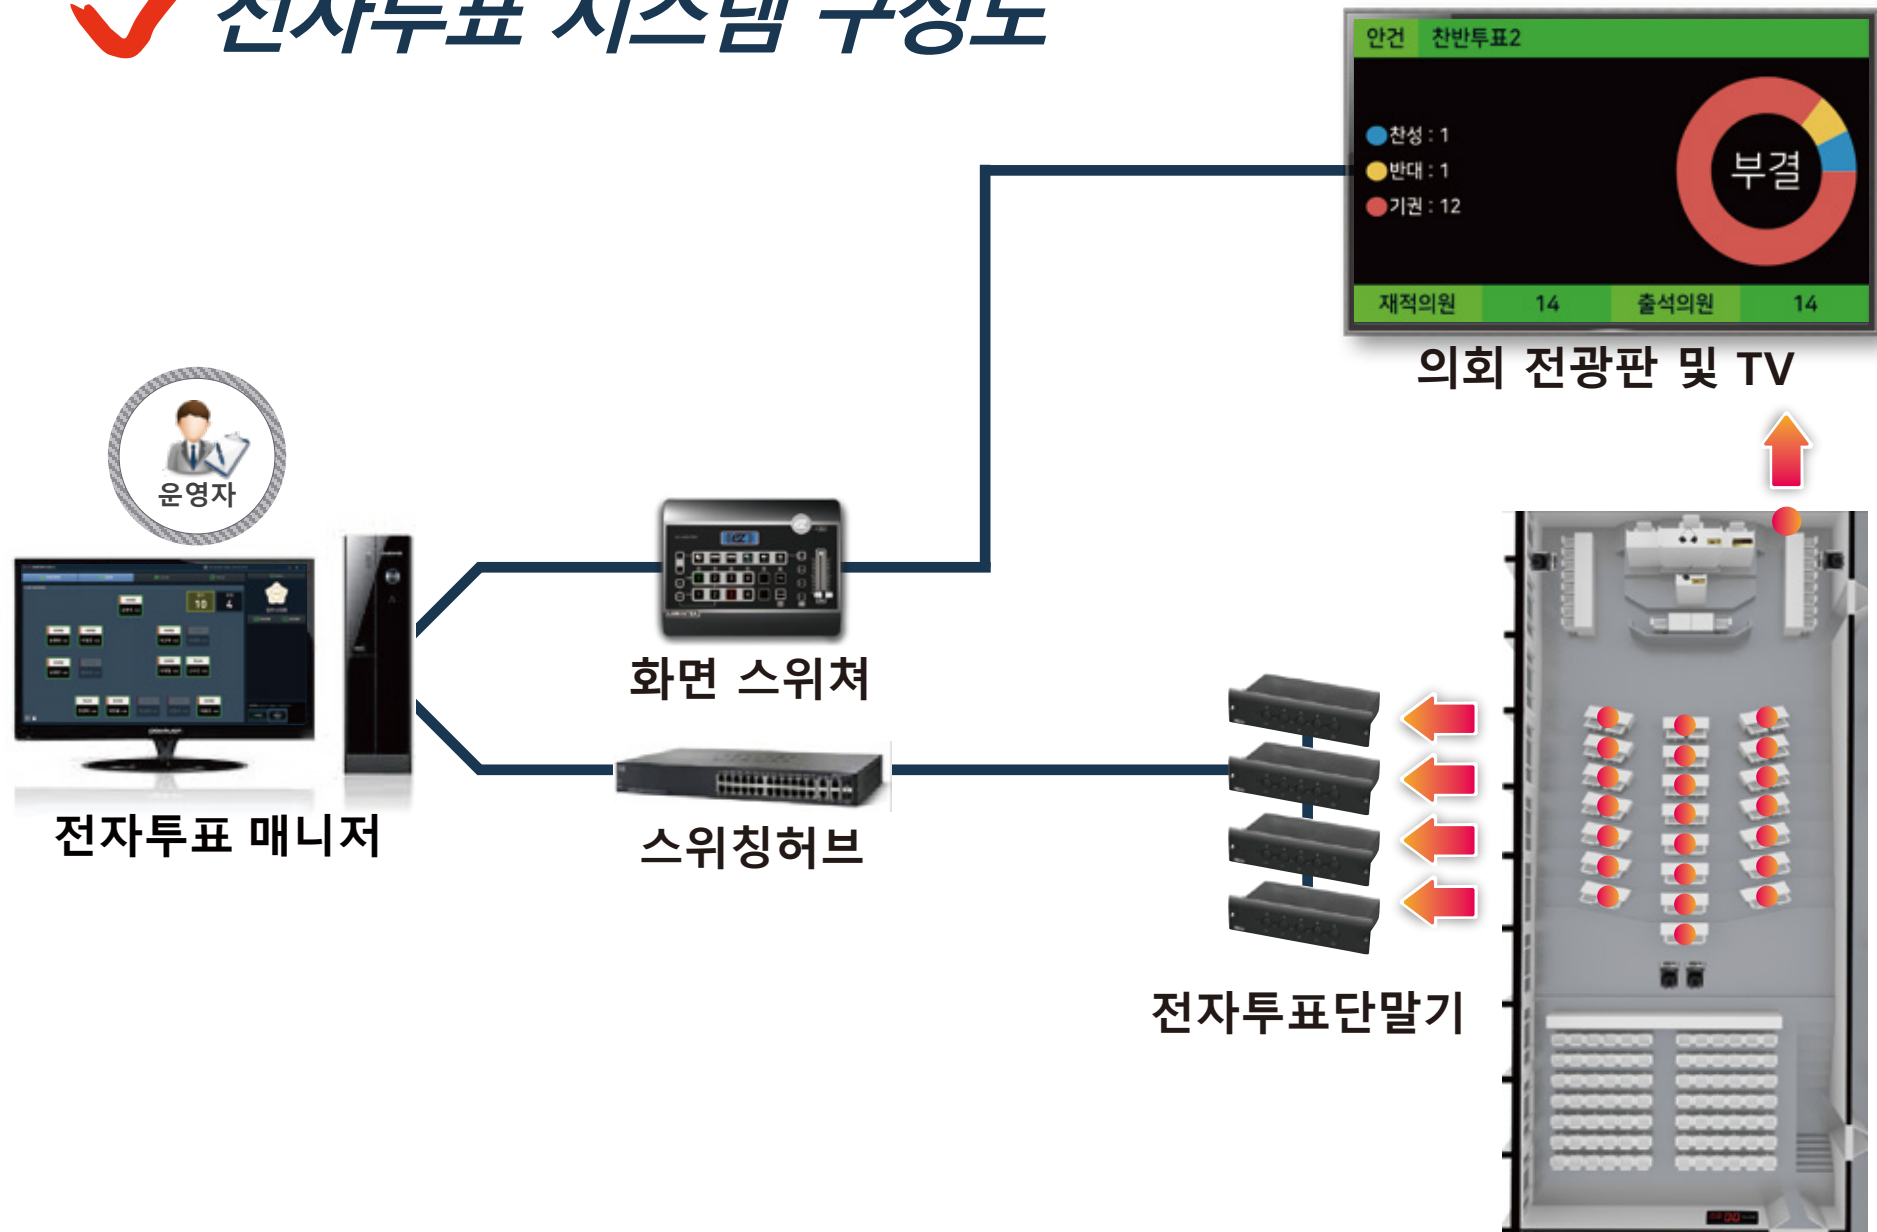 전자투표 시스템 구성도
안건 찬반투표2
찬성 : 1
반대 : 1
기권 : 12
부결
재적의원 14 출석의원 14
의회 전광판 및 TV
운영자
10 4
화면 스위쳐
전자투표 매니저
스위칭허브
전자투표단말기